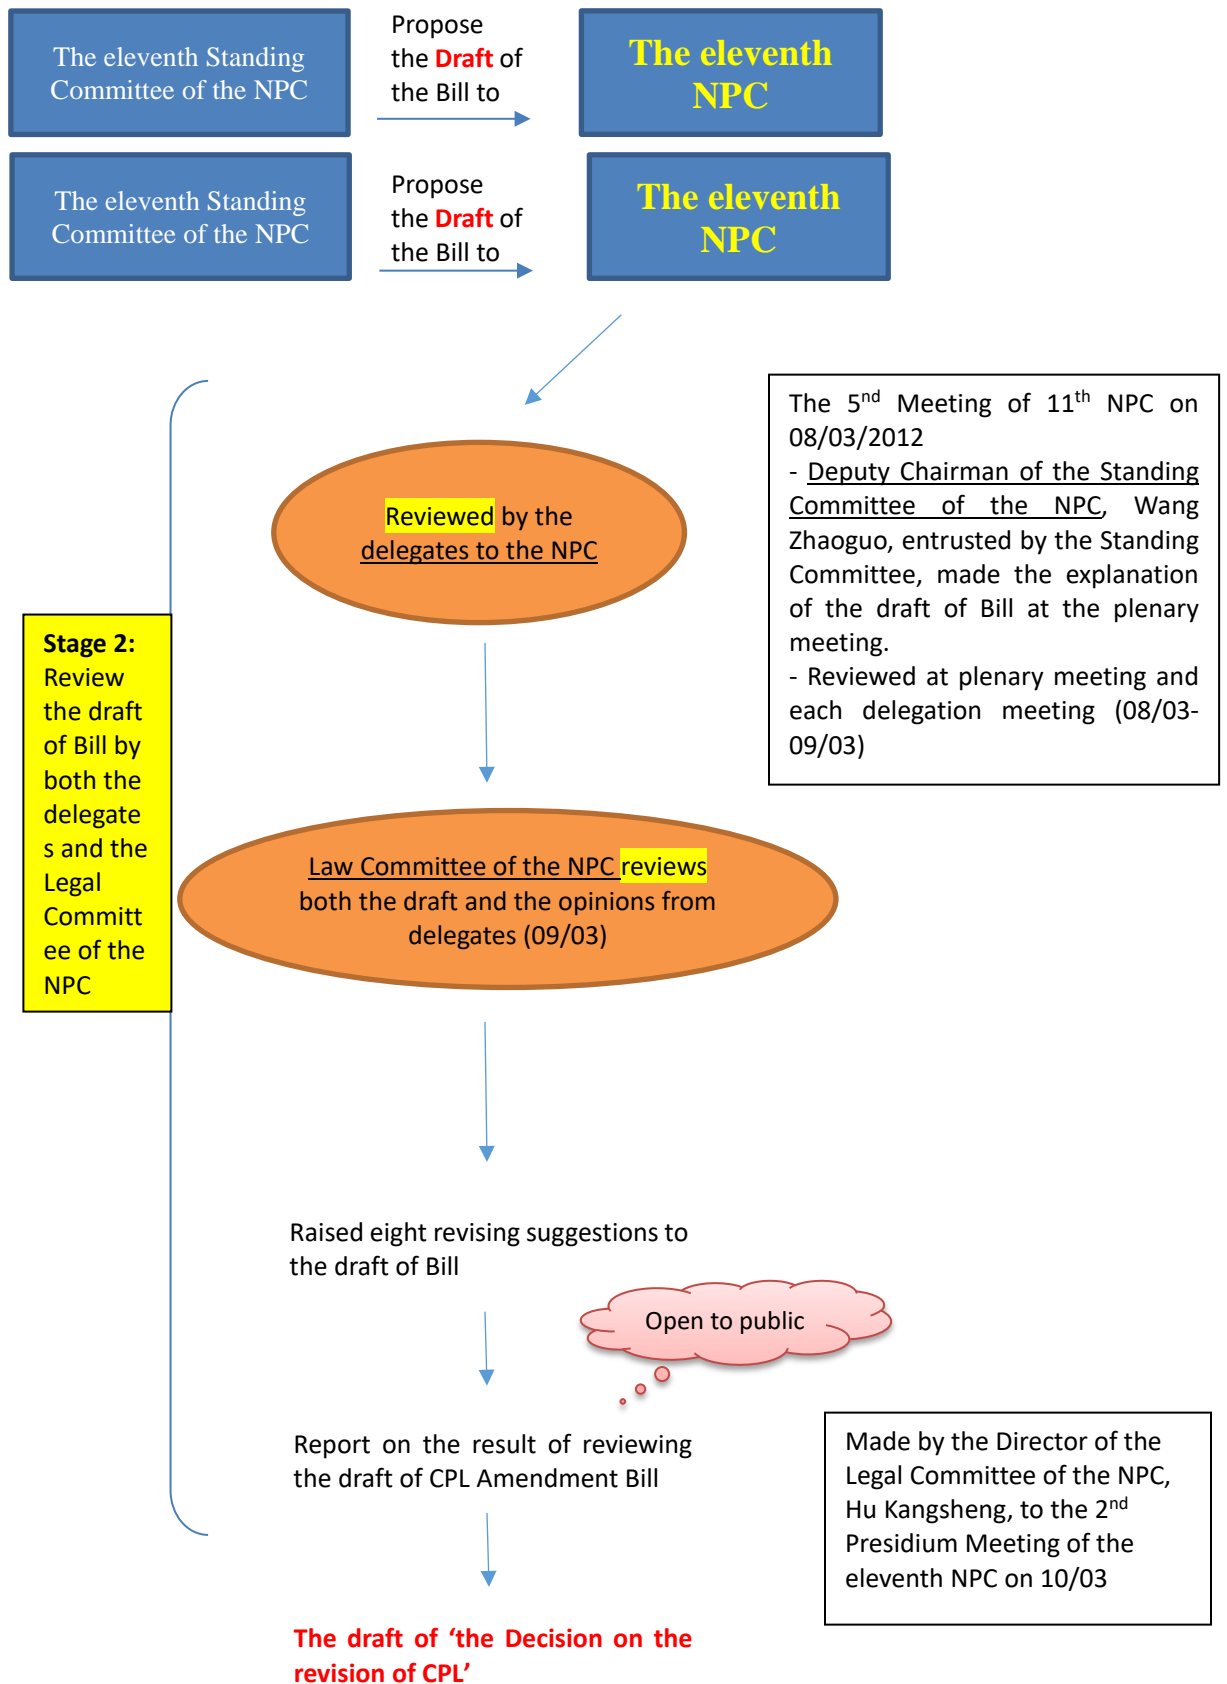 The eleventh Standing
Committee of the NPC
Propose
the Draft of
the Bill to
The eleventh
NPC
The eleventh Standing
Committee of the NPC
Propose
the Draft of
the Bill to
The eleventh
NPC
The 5nd Meeting of 11th NPC on
08/03/2012
- Deputy Chairman of the Standing
Committee of the NPC, Wang
Zhaoguo, entrusted by the Standing
Committee, made the explanation
of the draft of Bill at the plenary
meeting.
- Reviewed at plenary meeting and
each delegation meeting (08/03-
09/03)
Reviewed by the
delegates to the NPC
Stage 2:
Review
the draft
of Bill by
both the
delegate
s and the
Legal
Committ
ee of the
NPC
Law Committee of the NPC reviews
both the draft and the opinions from
delegates (09/03)
Raised eight revising suggestions to
the draft of Bill
Open to public
Report on the result of reviewing
the draft of CPL Amendment Bill
Made by the Director of the
Legal Committee of the NPC,
Hu Kangsheng, to the 2nd
Presidium Meeting of the
eleventh NPC on 10/03
The draft of ‘the Decision on the
revision of CPL’